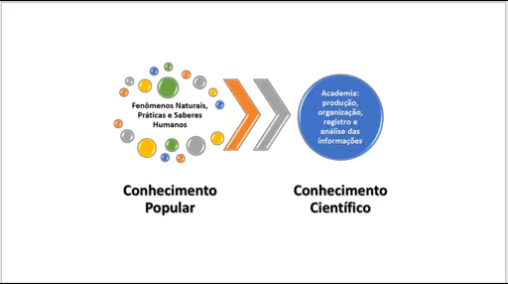 Fenômenos Naturais,
Práticas e Saberes
Humanos
Academia:
produção,
organização,
registro e
análise das
informações
Conhecimento
Popular
Conhecimento
Científico